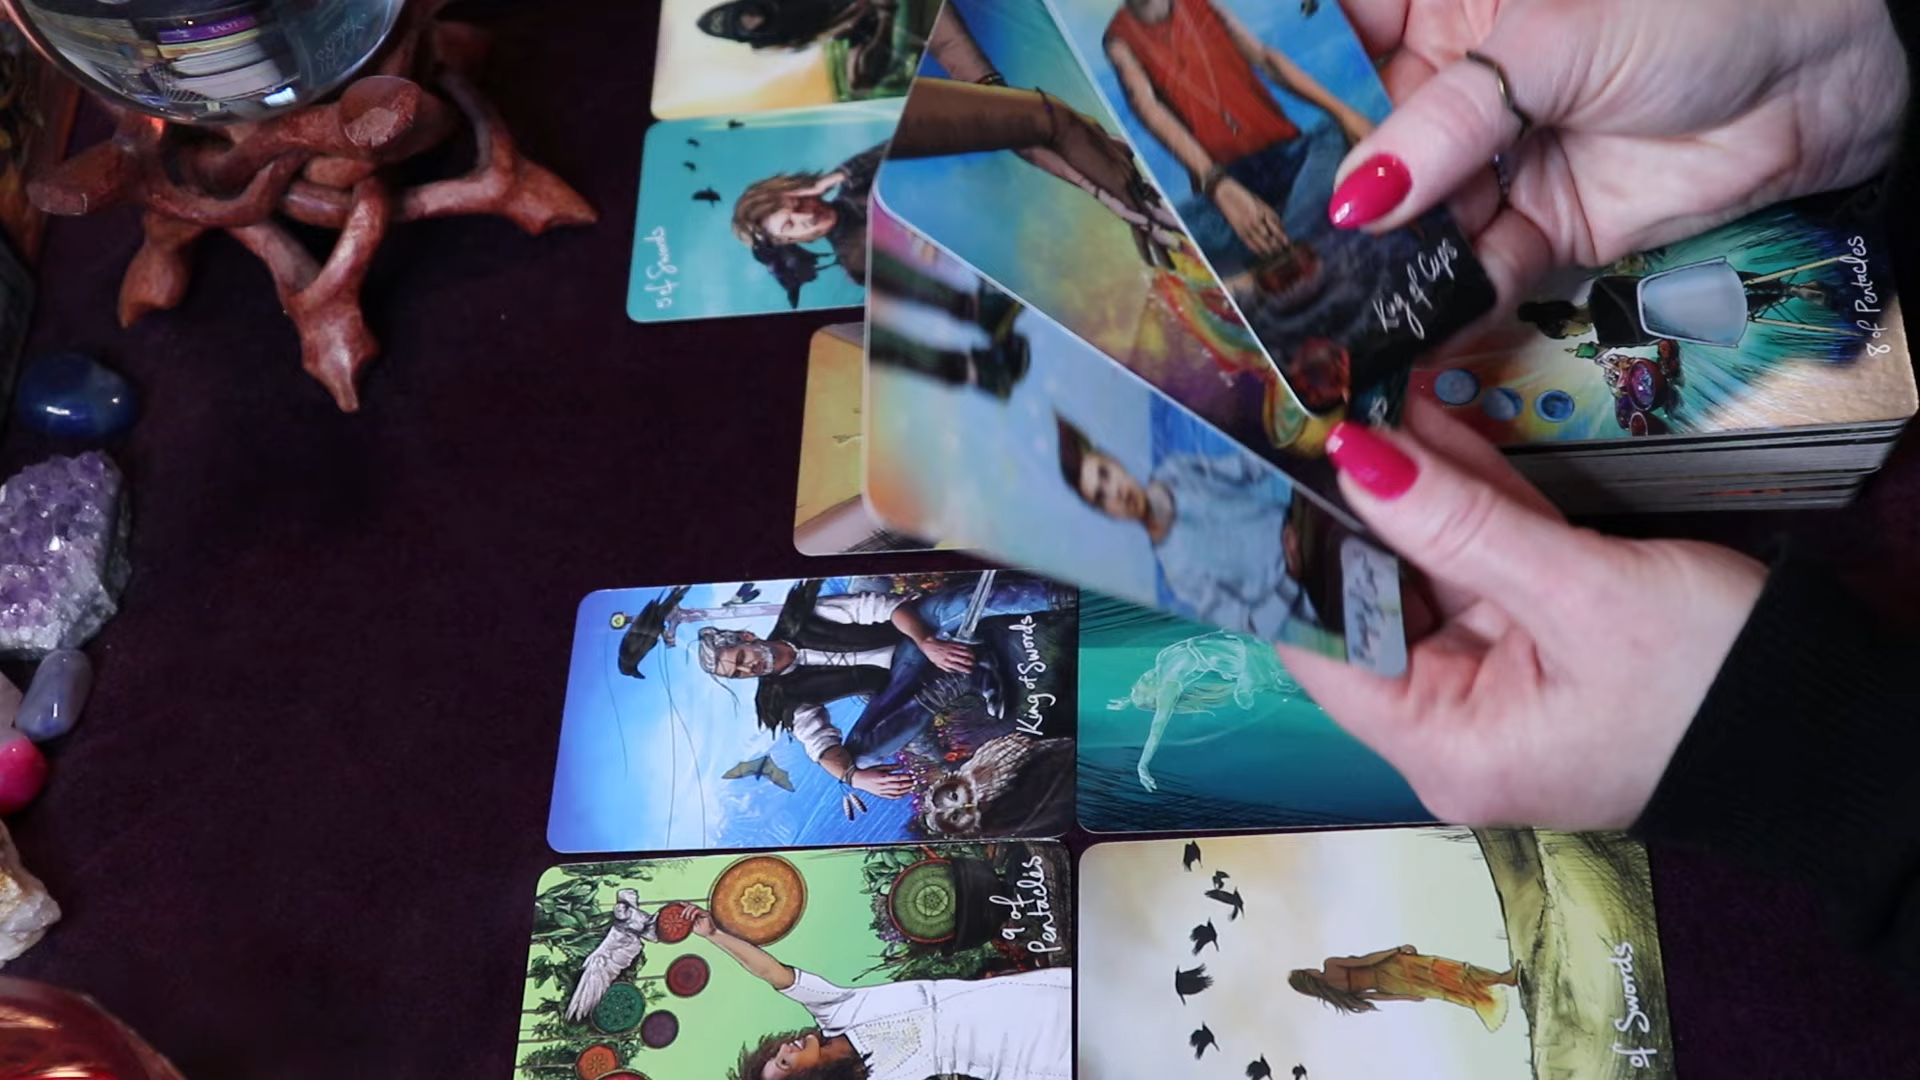 5 of Swords
King of Cups
8 of Pentacles
King of Swords
9 of
Pentacles
of Swords